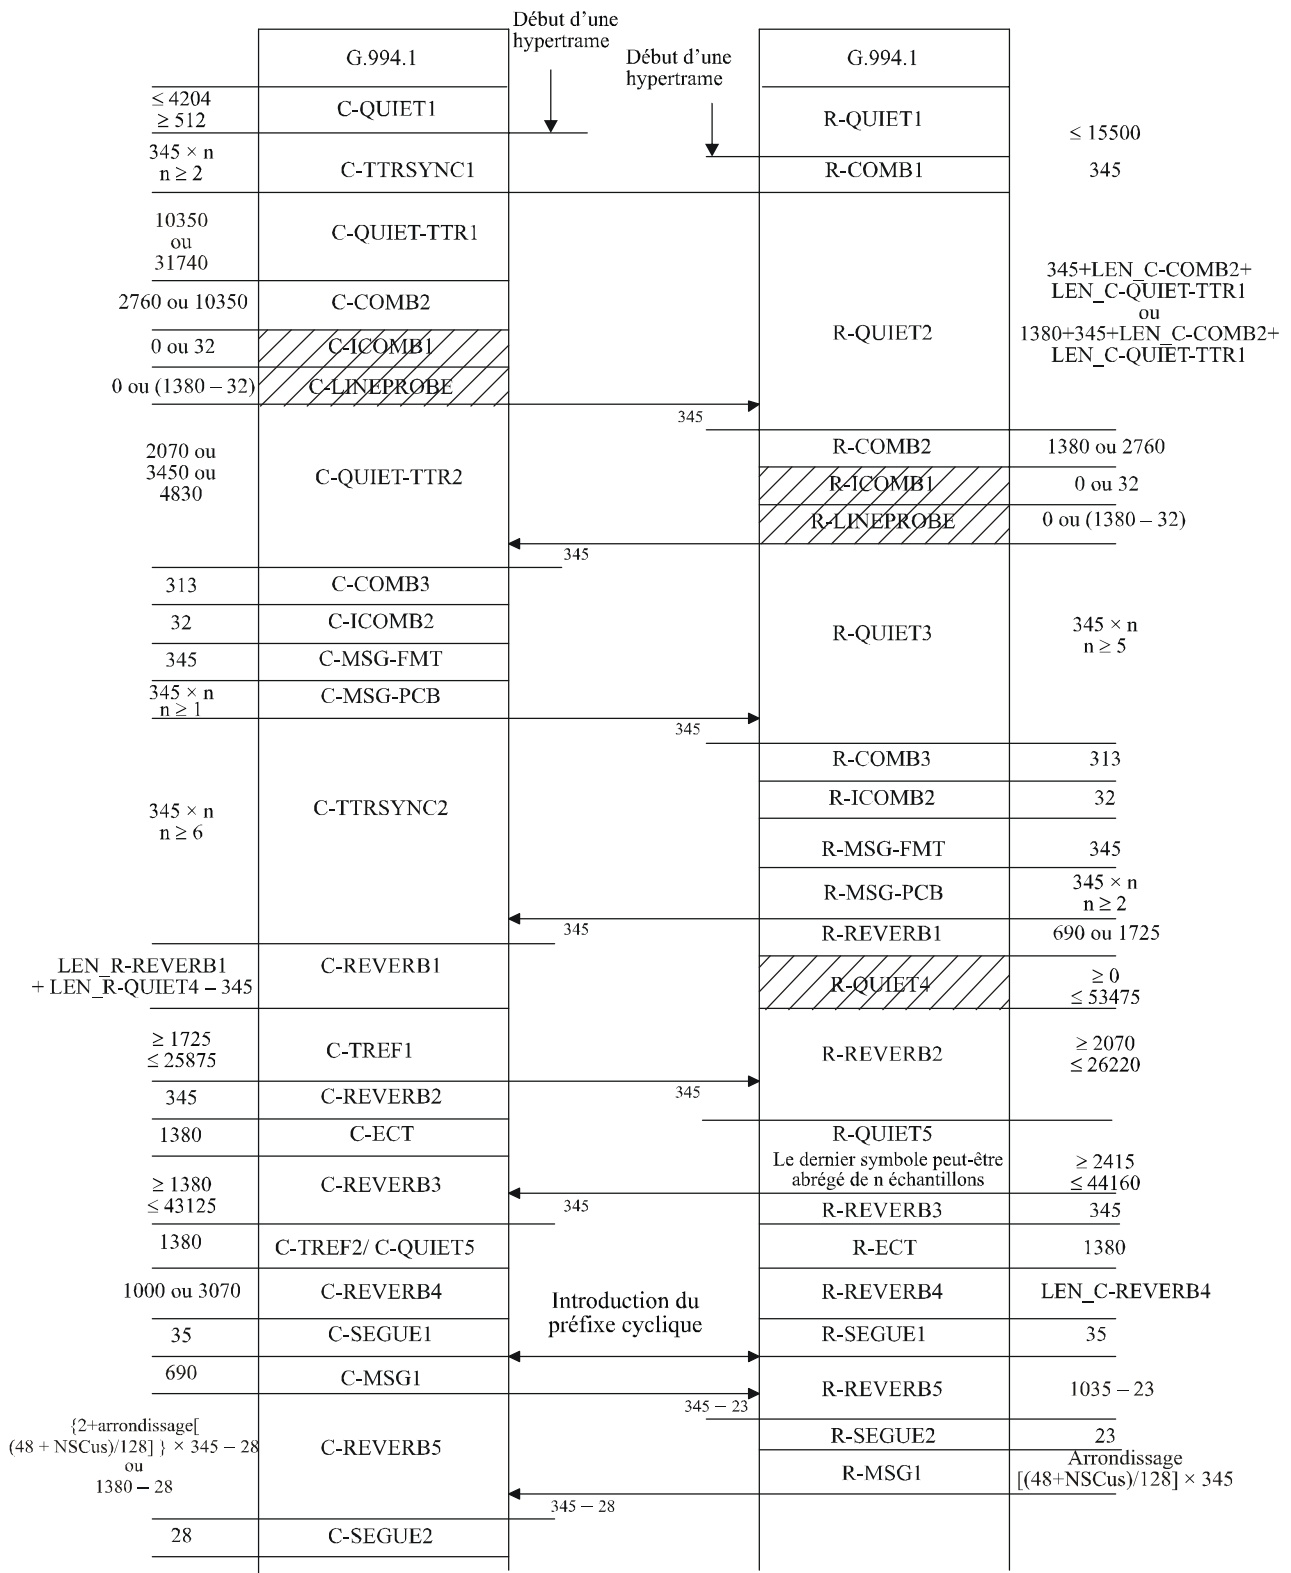 Début d'une
hypertrame
Début d'une
hypertrame
G.994.1
G.994.1
≤ 4204
≥ 512
C-QUIET1
R-QUIET1
≤ 15500
345 × n
n ≥ 2
C-TTRSYNC1
R-COMB1
345
10350
ou
31740
C-QUIET-TTR1
2760 ou 10350
C-COMB2
0 ou 32
C-ICOMB1
0 ou (1380 – 32)
C-LINEPROBE
R-QUIET2
345+LEN_C-COMB2+
LEN_C-QUIET-TTR1
ou
1380+345+LEN_C-COMB2+
LEN_C-QUIET-TTR1
345
2070 ou
3450 ou
4830
C-QUIET-TTR2
R-COMB2
1380 ou 2760
R-ICOMB1
0 ou 32
R-LINEPROBE
0 ou (1380 – 32)
345
313
C-COMB3
32
C-ICOMB2
345
C-MSG-FMT
345 × n
n ≥ 1
C-MSG-PCB
R-QUIET3
345 × n
n ≥ 5
345
345 × n
n ≥ 6
C-TTRSYNC2
R-COMB3
313
R-ICOMB2
32
R-MSG-FMT
345
R-MSG-PCB
345 × n
n ≥ 2
345
R-REVERB1
690 ou 1725
LEN_R-REVERB1
+ LEN_R-QUIET4 – 345
C-REVERB1
R-QUIET4
≥ 0
≤ 53475
≥ 1725
≤ 25875
C-TREF1
R-REVERB2
≥ 2070
≤ 26220
345
345
C-REVERB2
1380
C-ECT
R-QUIET5
Le dernier symbole peut-être
abrégé de n échantillons
≥ 2415
≤ 44160
≥ 1380
≤ 43125
C-REVERB3
345
R-REVERB3
345
1380
C-TREF2/ C-QUIET5
R-ECT
1380
1000 ou 3070
C-REVERB4
Introduction du
préfixe cyclique
R-REVERB4
LEN_C-REVERB4
35
C-SEGUE1
R-SEGUE1
35
690
C-MSG1
R-REVERB5
1035 – 23
345 – 23
{2+arrondissage[
(48 + NSCus)/128] } × 345 – 28
ou
1380 – 28
C-REVERB5
R-SEGUE2
23
R-MSG1
Arrondissage
[(48+NSCus)/128] × 345
345 – 28
28
C-SEGUE2